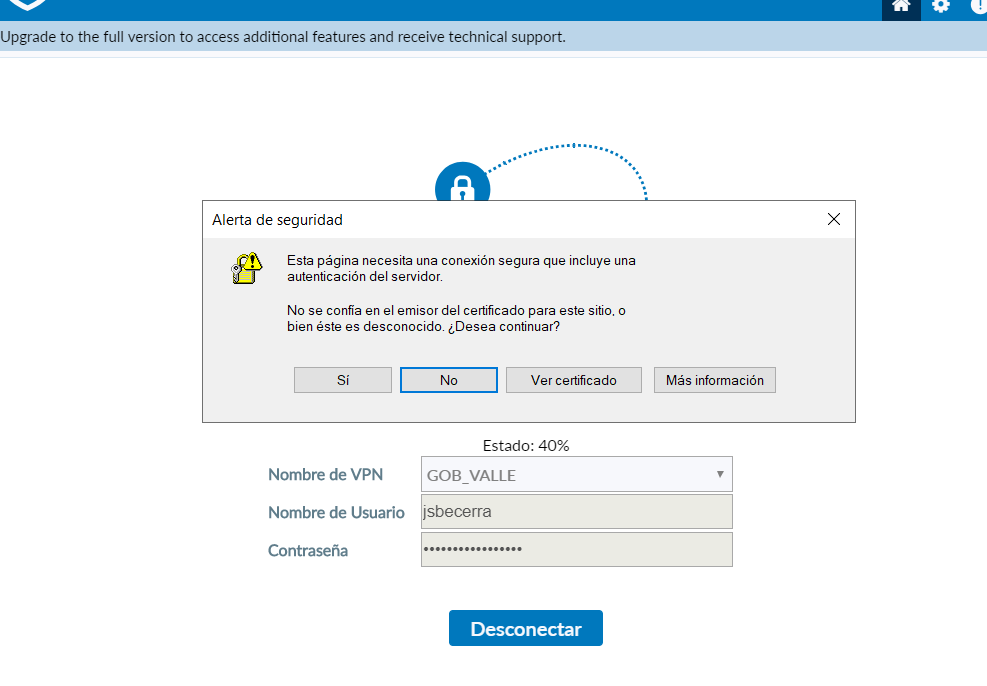 Upgrade to the full version to access additional features and receive technical support.
Alerta de seguridad
Esta página necesita una conexión segura que incluye una
autenticación del servidor.
No se confía en el emisor del certificado para este sitio, o
bien éste es desconocido. ¿Desea continuar?
Sí No Ver certificado Más información
Estado: 40%
Nombre de VPN GOB_VALLE
Nombre de Usuario jsbecerra
Contraseña •••••••••••••••••
Desconectar